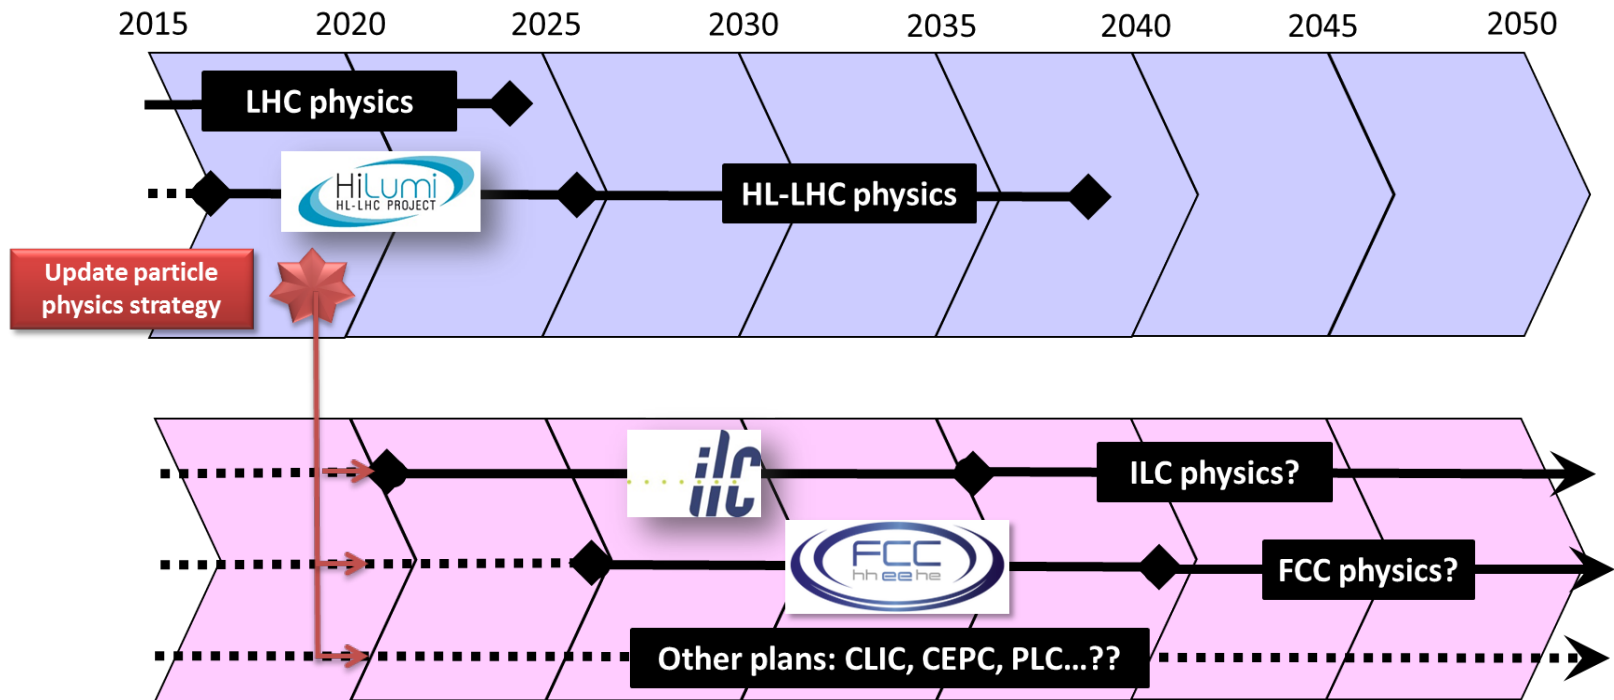 2015 2020 2025 2030 2035 2040 2045 2050
LHC physics
HiLumi
HL-LHC PROJECT
HL-LHC physics
Update particle
physics strategy
ilc
ILC physics?
FCC
hh ee he
FCC physics?
Other plans: CLIC, CEPC, PLC...??